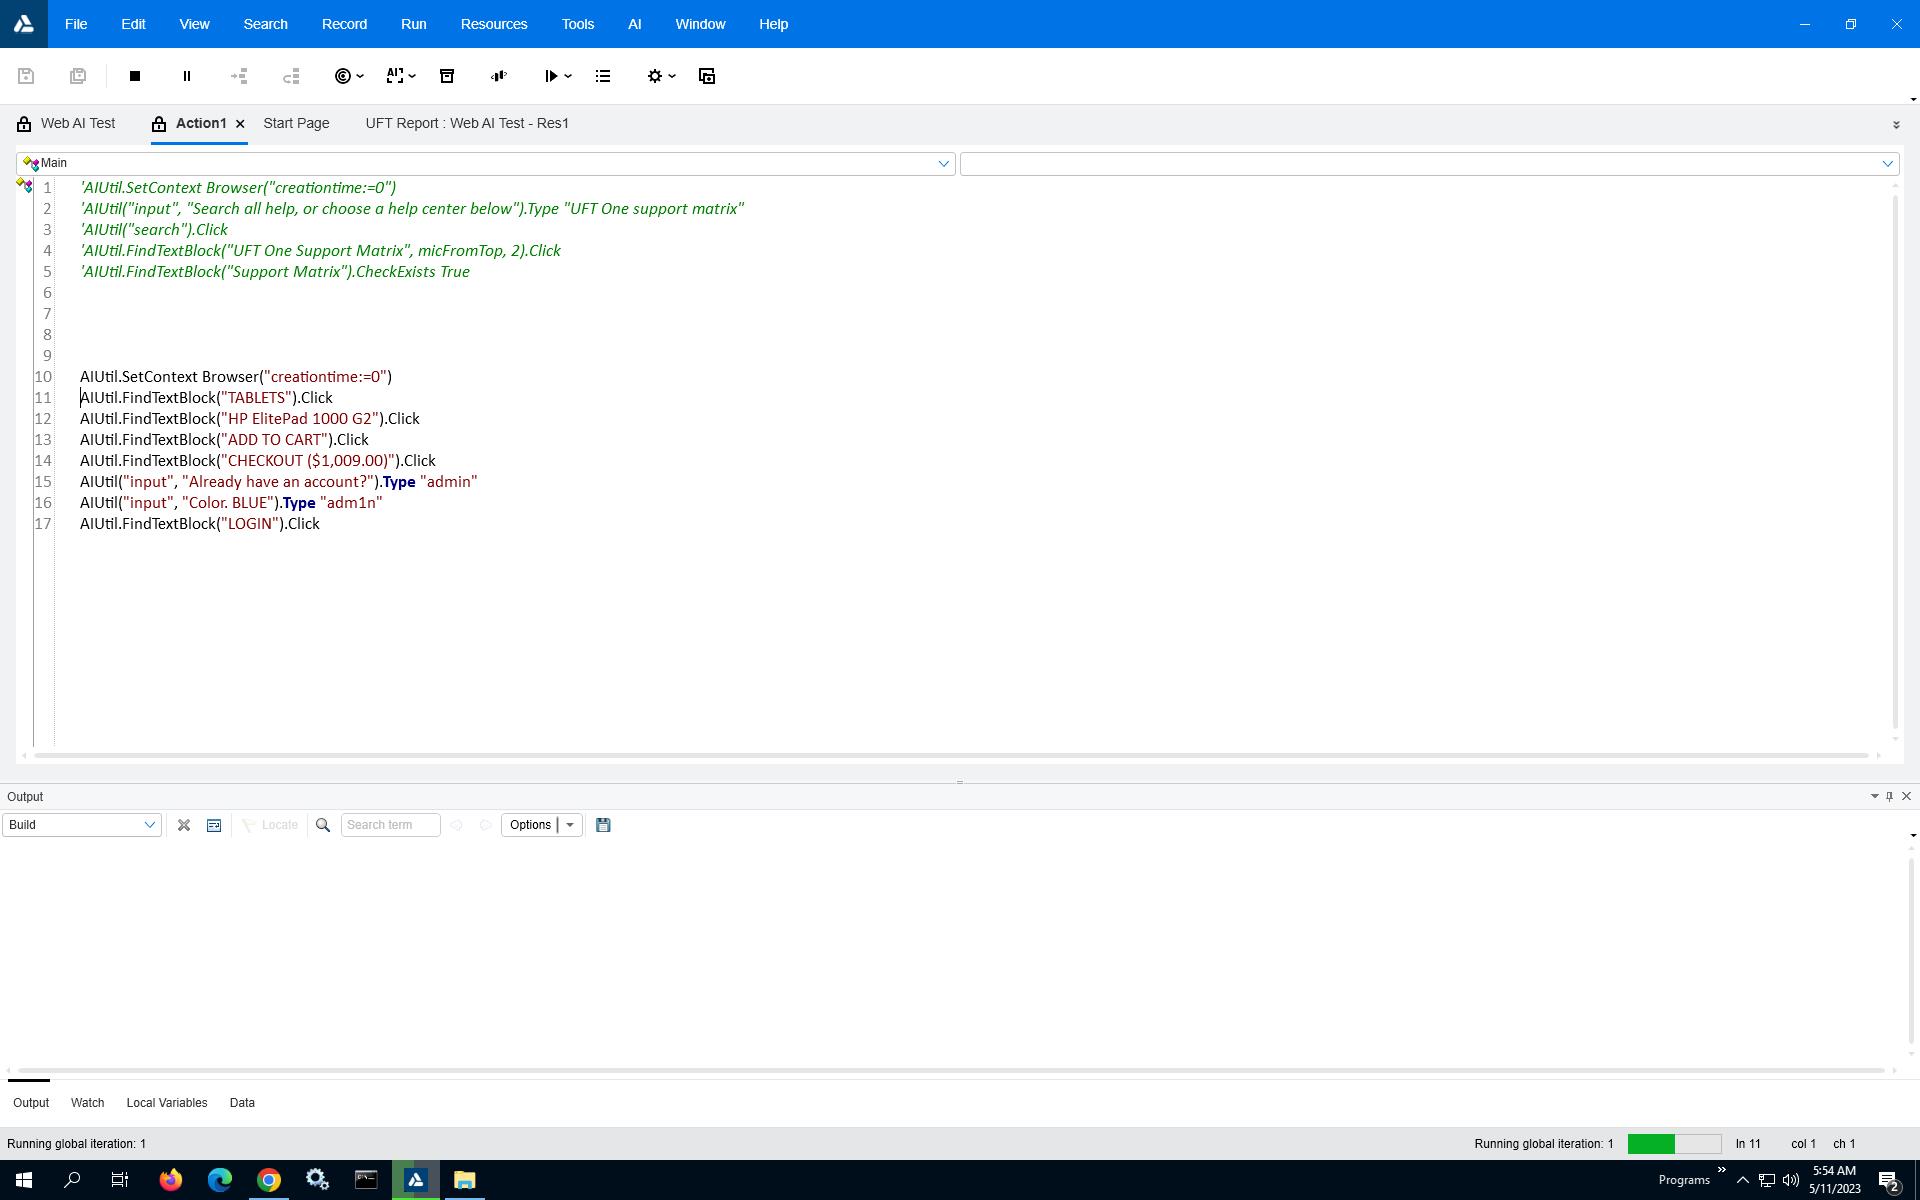 File Edit View Search Record Run Resources Tools AI Window Help
Web AI Test Action1 Start Page UFT Report : Web AI Test - Res1
Main
1 'AIUtil.SetContext Browser("creationtime:=0")
2 'AIUtil("input", "Search all help, or choose a help center below").Type "UFT One support matrix"
3 'AIUtil("search").Click
4 'AIUtil.FindTextBlock("UFT One Support Matrix", micFromTop, 2).Click
5 'AIUtil.FindTextBlock("Support Matrix").CheckExists True
6
7
8
9
10 AIUtil.SetContext Browser("creationtime:=0")
11 AIUtil.FindTextBlock("TABLETS").Click
12 AIUtil.FindTextBlock("HP ElitePad 1000 G2").Click
13 AIUtil.FindTextBlock("ADD TO CART").Click
14 AIUtil.FindTextBlock("CHECKOUT ($1,009.00)").Click
15 AIUtil("input", "Already have an account?").Type "admin"
16 AIUtil("input", "Color. BLUE").Type "adm1n"
17 AIUtil.FindTextBlock("LOGIN").Click
Output
Build Locate Search term Options
Output Watch Local Variables Data
Running global iteration: 1 Running global iteration: 1 ln 11 col 1 ch 1
Programs 5:54 AM
5/11/2023 2